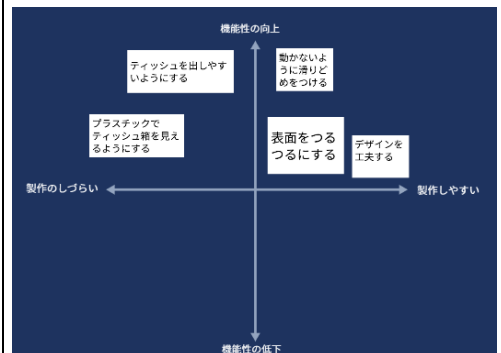 機能性の向上
ティッシュを出しやす
いようにする
動かないよ
うに滑りど
めをつける
プラスチックで
ティッシュ箱を見え
るようにする
表面をつる
つるにする
デザインを
工夫する
製作のしづらい
製作しやすい
機能性の低下